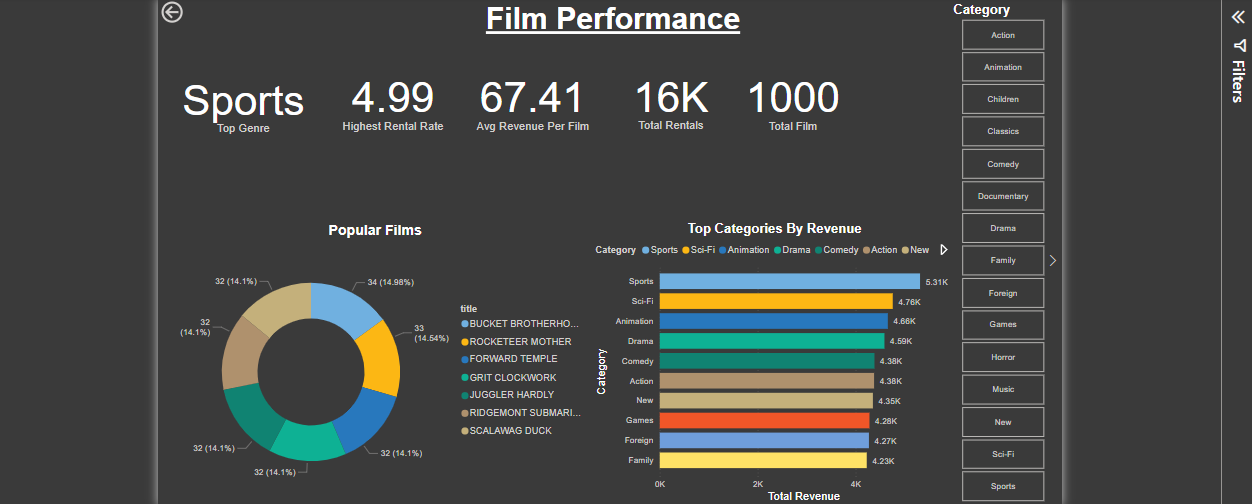 Film Performance
Category
Action
Animation
Children
Classics
Comedy
Documentary
Drama
Family
Foreign
Games
Horror
Music
New
Sci-Fi
Sports
Filters
Sports
Top Genre
4.99
Highest Rental Rate
67.41
Avg Revenue Per Film
16K
Total Rentals
1000
Total Film
Popular Films
34 (14.98%)
33
(14.54%)
32 (14.1%)
32 (14.1%)
32 (14.1%)
32
(14.1%)
32 (14.1%)
title
BUCKET BROTHERHO...
ROCKETEER MOTHER
FORWARD TEMPLE
GRIT CLOCKWORK
JUGGLER HARDLY
RIDGEMONT SUBMARI...
SCALAWAG DUCK
Top Categories By Revenue
Category Sports Sci-Fi Animation Drama Comedy Action New
Category
Sports 5.31K
Sci-Fi 4.76K
Animation 4.66K
Drama 4.59K
Comedy 4.38K
Action 4.38K
New 4.35K
Games 4.28K
Foreign 4.27K
Family 4.23K
0K 2K 4K
Total Revenue